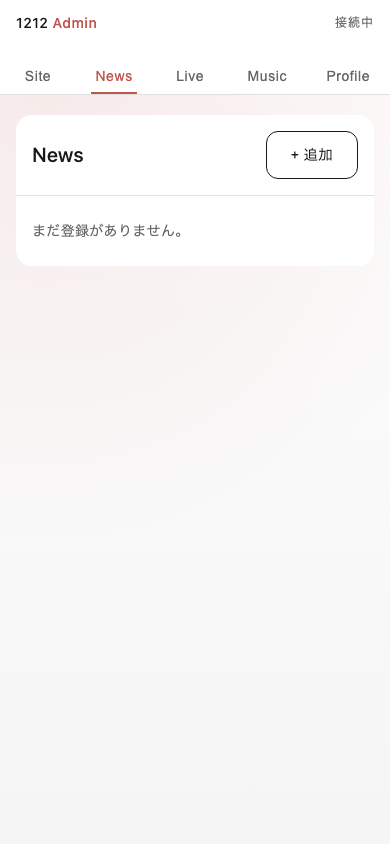 1212 Admin
接続中
Site
News
Live
Music
Profile
News
+ 追加
まだ登録がありません。